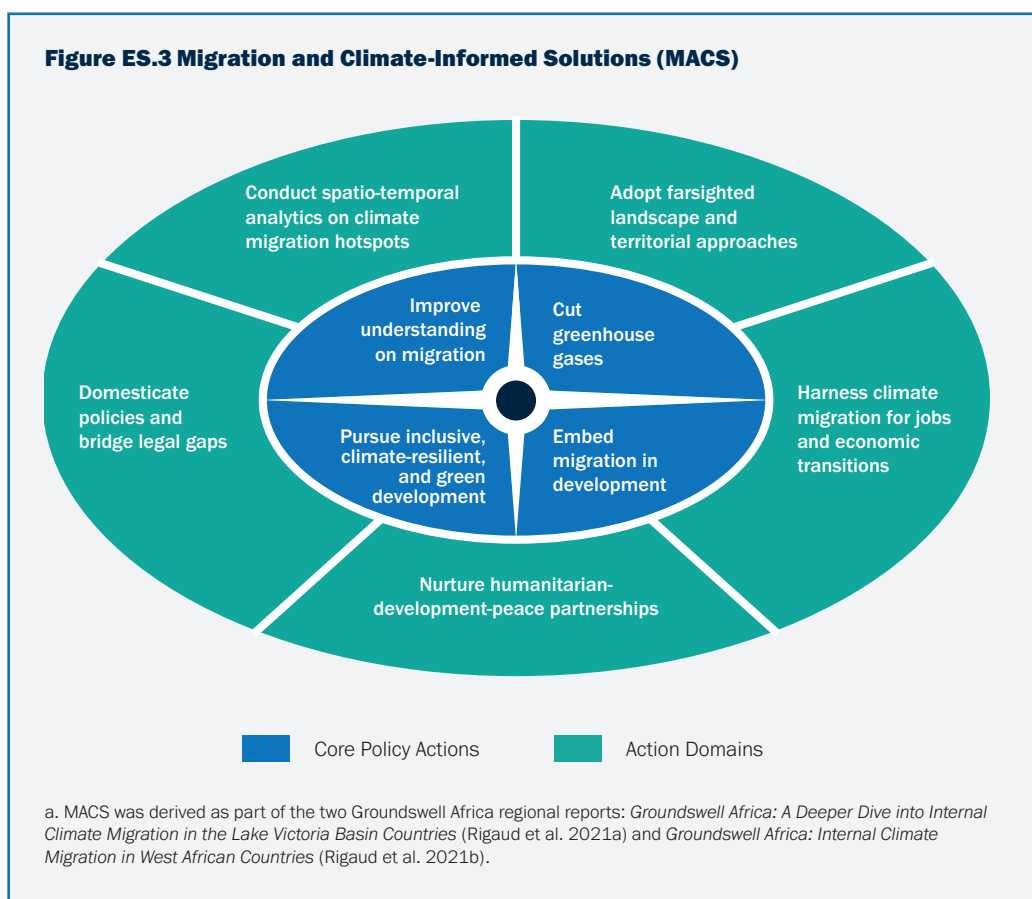 Figure ES.3 Migration and Climate-Informed Solutions (MACS)
Conduct spatio-temporal
analytics on climate
migration hotspots
Adopt farsighted
landscape and
territorial approaches
Improve
understanding
on migration
Cut
greenhouse
gases
Domesticate
policies and
bridge legal gaps
Harness climate
migration for jobs
and economic
transitions
Pursue inclusive,
climate-resilient,
and green
development
Embed
migration in
development
Nurture humanitarian-
development-peace partnerships
Core Policy Actions
Action Domains
a. MACS was derived as part of the two Groundswell Africa regional reports: Groundswell Africa: A Deeper Dive into Internal
Climate Migration in the Lake Victoria Basin Countries (Rigaud et al. 2021a) and Groundswell Africa: Internal Climate
Migration in West African Countries (Rigaud et al. 2021b).